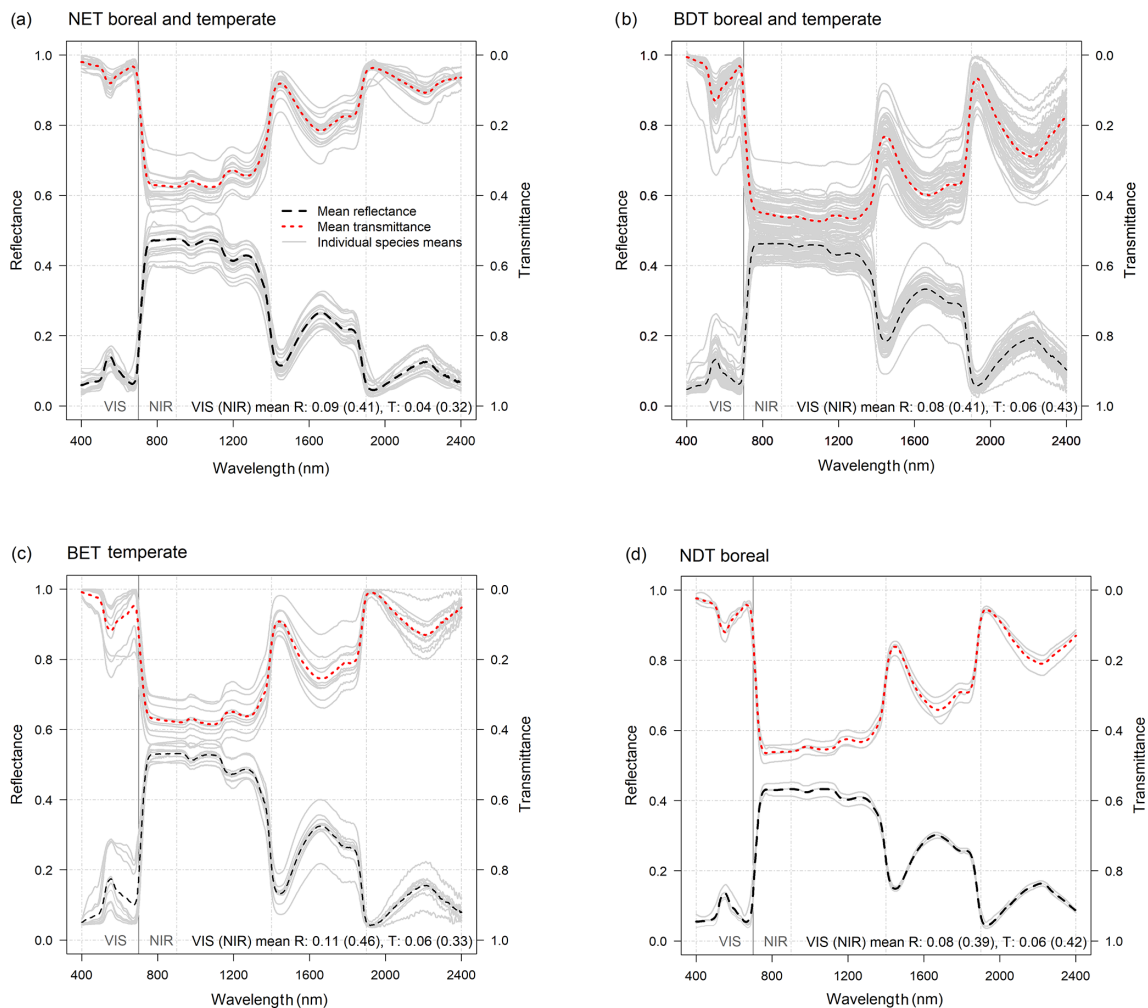 (a) NET boreal and temperate
1.0
0.8
0.6
0.4
0.2
0.0
Reflectance
0.0
0.2
0.4
0.6
0.8
1.0
Transmittance
Mean reflectance
Mean transmittance
Individual species means
VIS NIR VIS (NIR) mean R: 0.09 (0.41), T: 0.04 (0.32)
400 800 1200 1600 2000 2400
Wavelength (nm)
(b) BDT boreal and temperate
1.0
0.8
0.6
0.4
0.2
0.0
Reflectance
0.0
0.2
0.4
0.6
0.8
1.0
Transmittance
VIS NIR VIS (NIR) mean R: 0.08 (0.41), T: 0.06 (0.43)
400 800 1200 1600 2000 2400
Wavelength (nm)
(c) BET temperate
1.0
0.8
0.6
0.4
0.2
0.0
Reflectance
0.0
0.2
0.4
0.6
0.8
1.0
Transmittance
VIS NIR VIS (NIR) mean R: 0.11 (0.46), T: 0.06 (0.33)
400 800 1200 1600 2000 2400
Wavelength (nm)
(d) NDT boreal
1.0
0.8
0.6
0.4
0.2
0.0
Reflectance
0.0
0.2
0.4
0.6
0.8
1.0
Transmittance
VIS NIR VIS (NIR) mean R: 0.08 (0.39), T: 0.06 (0.42)
400 800 1200 1600 2000 2400
Wavelength (nm)